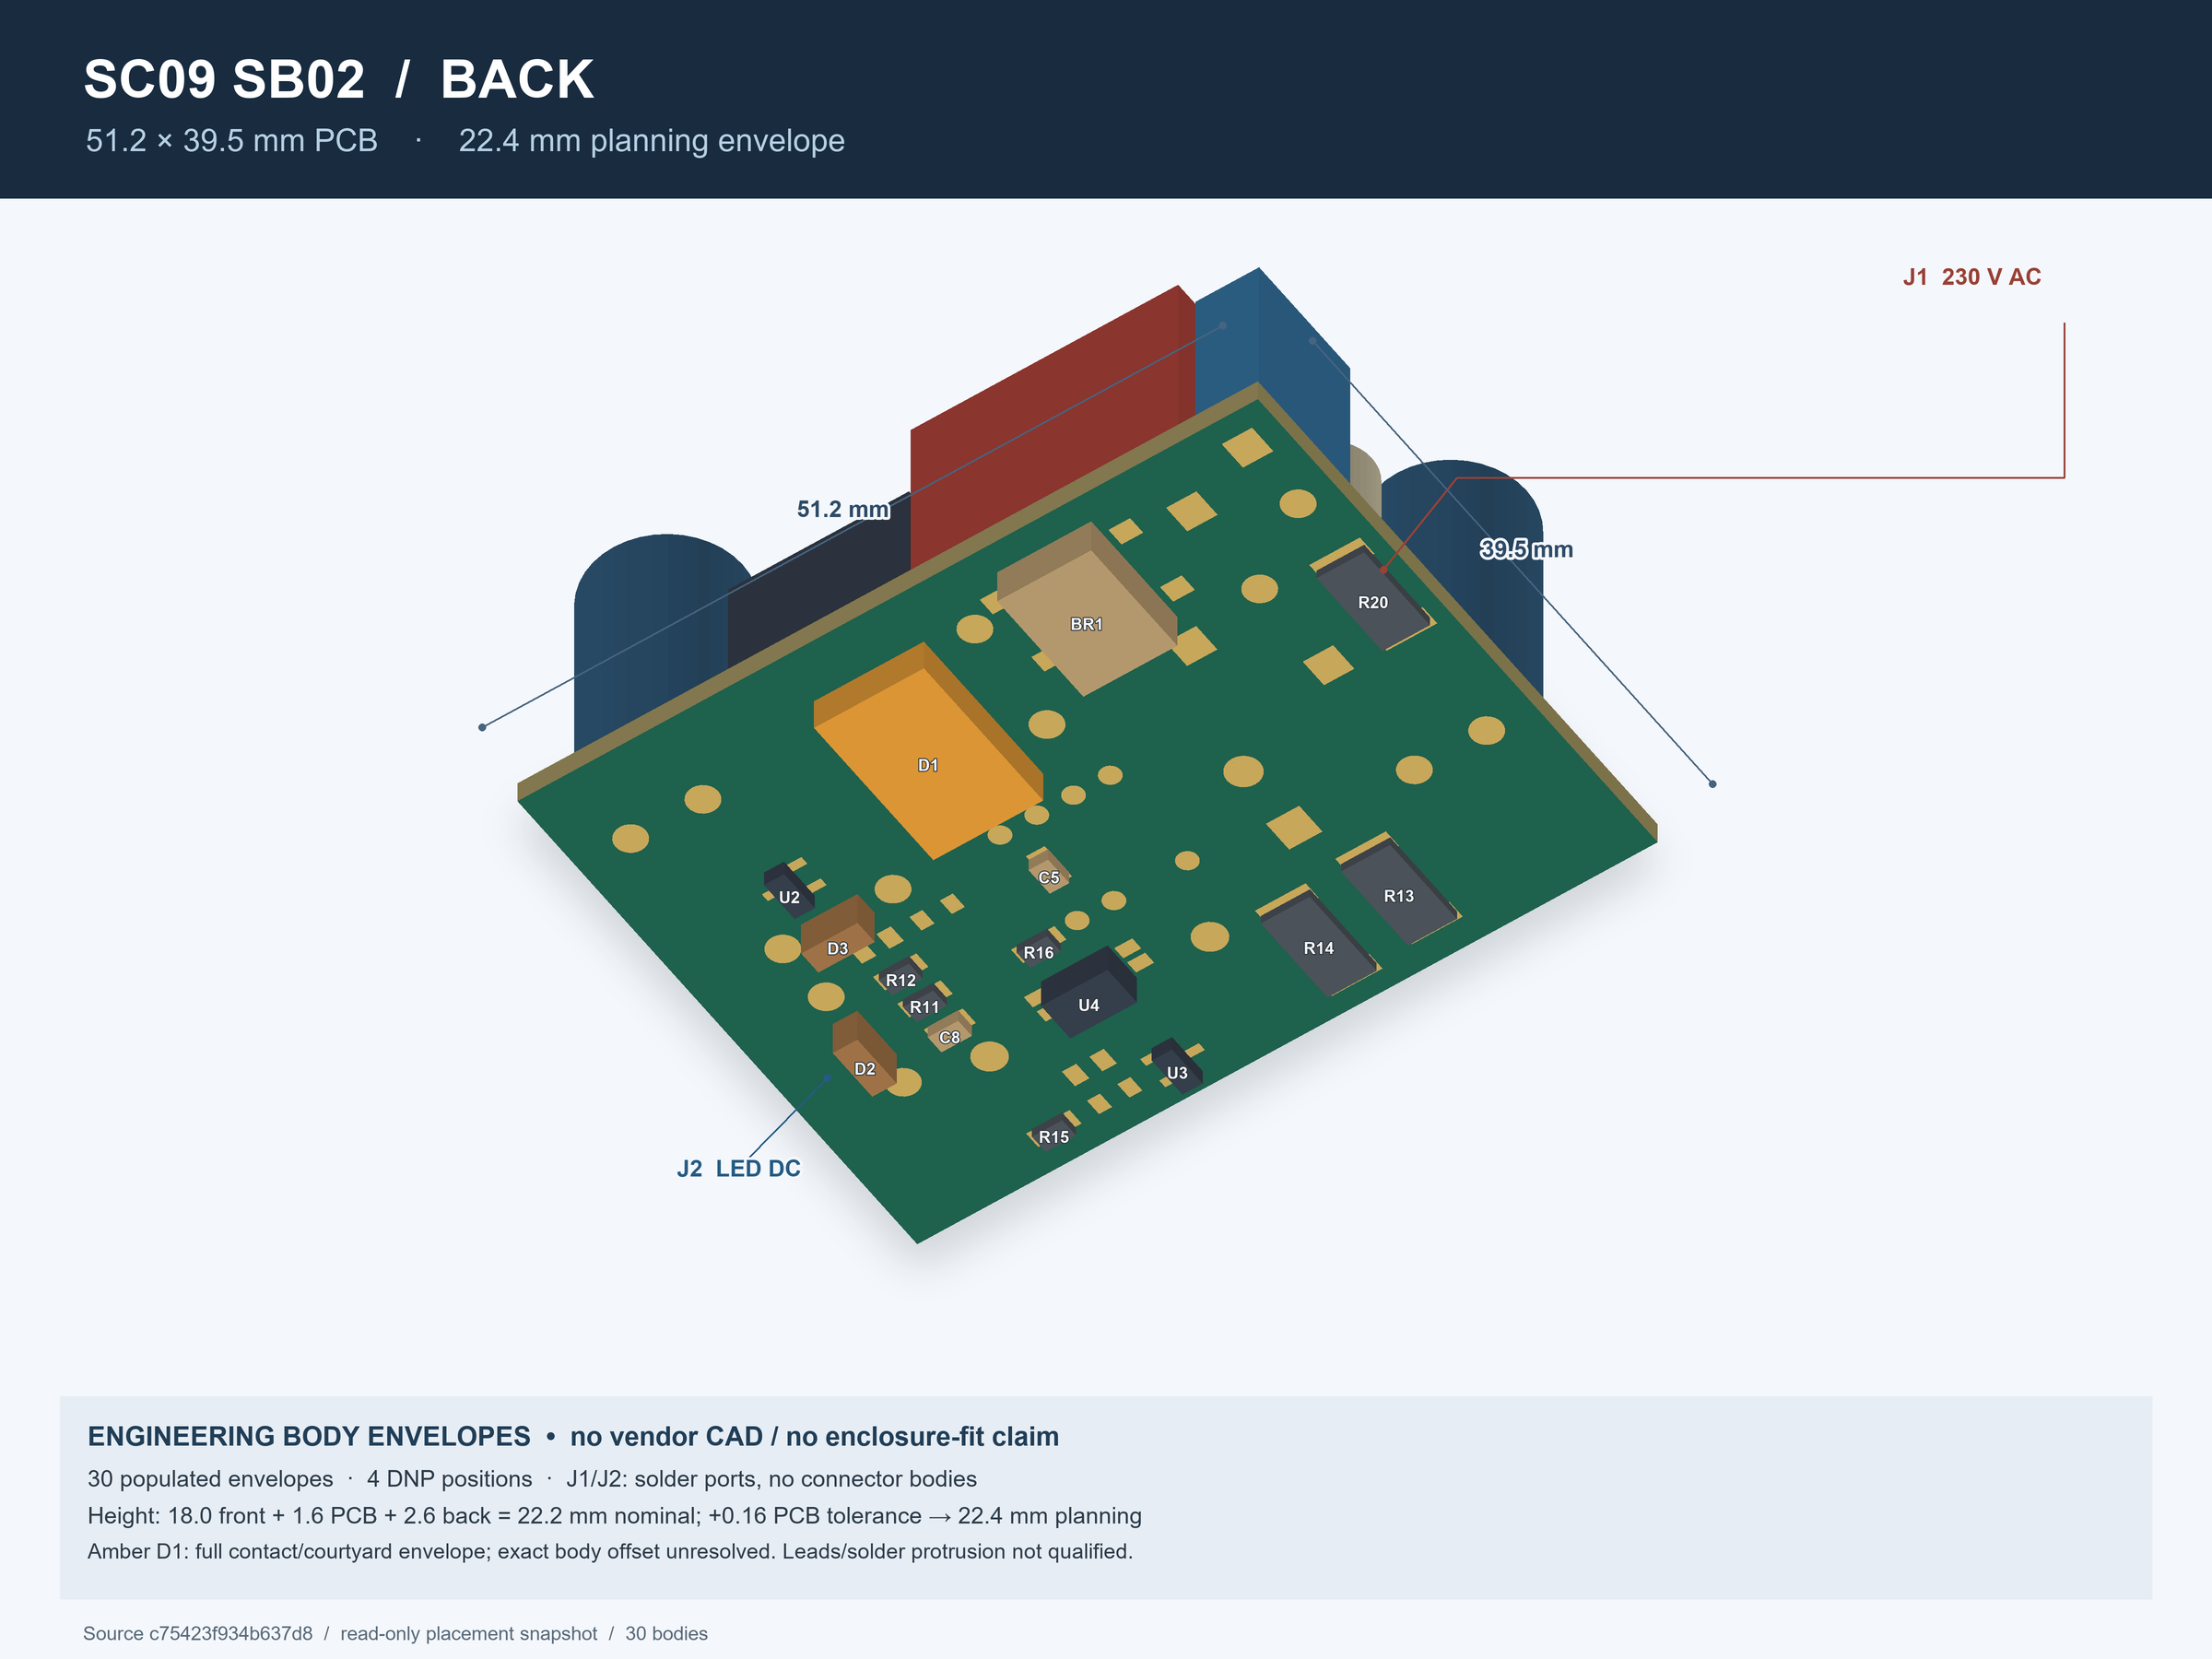 SC09 SB02 / BACK
51.2 × 39.5 mm PCB · 22.4 mm planning envelope
J1 230 V AC
51.2 mm
39.5 mm
R20
BR1
D1
C5
U2
R13
D3
R14
R16
R12
U4
R11
C8
D2
U3
R15
J2 LED DC
ENGINEERING BODY ENVELOPES • no vendor CAD / no enclosure-fit claim
30 populated envelopes · 4 DNP positions · J1/J2: solder ports, no connector bodies
Height: 18.0 front + 1.6 PCB + 2.6 back = 22.2 mm nominal; +0.16 PCB tolerance → 22.4 mm planning
Amber D1: full contact/courtyard envelope; exact body offset unresolved. Leads/solder protrusion not qualified.
Source c75423f934b637d8 / read-only placement snapshot / 30 bodies